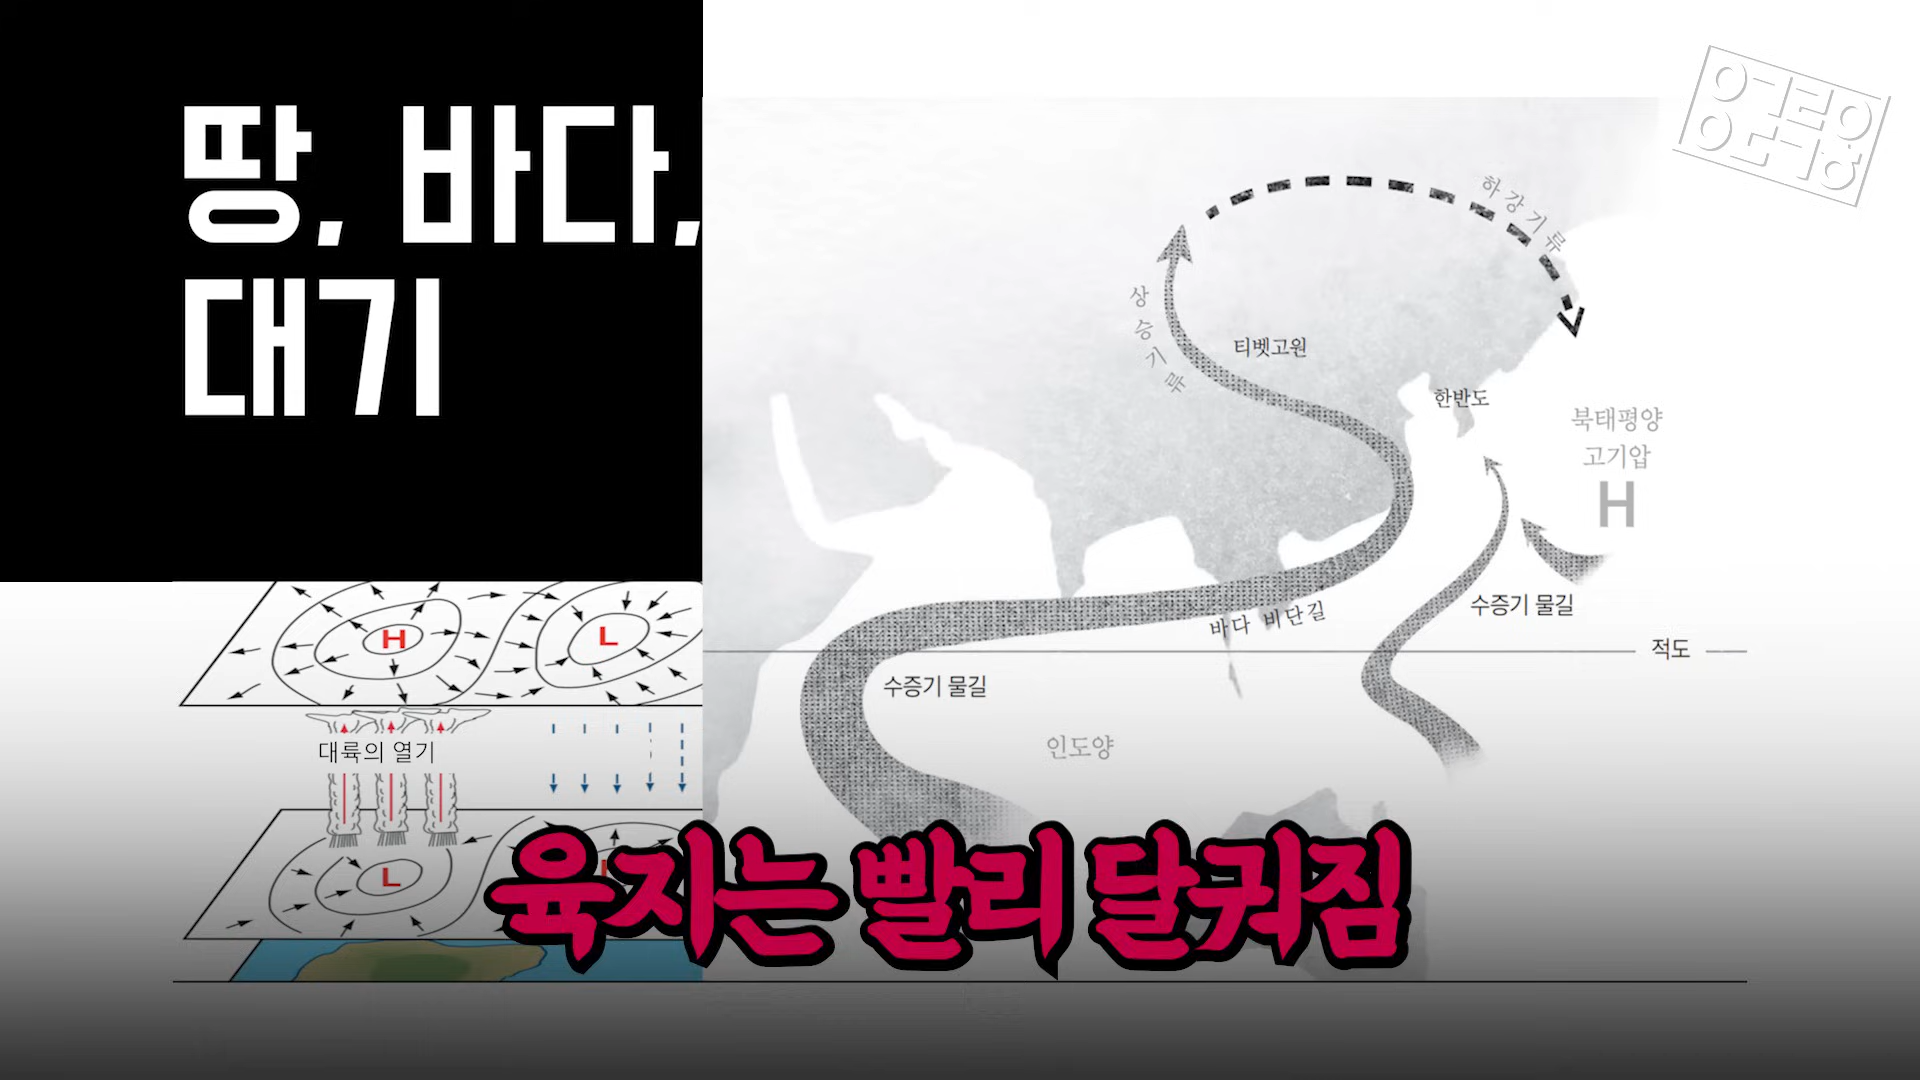 땅, 바다,
대기
하강기류
상승기류
티벳고원
한반도
북태평양
고기압
H
수증기 물길
바다 비단길
적도
수증기 물길
인도양
H
L
대륙의 열기
L
육지는 빨리 달궈짐